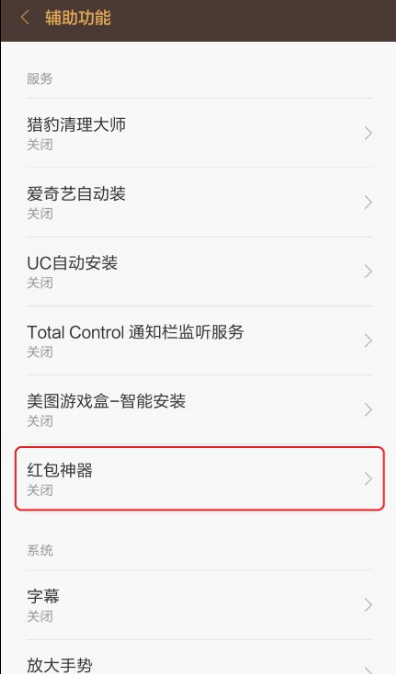 辅助功能
服务
猎豹清理大师
关闭
爱奇艺自动装
关闭
UC自动安装
关闭
Total Control 通知栏监听服务
关闭
美图游戏盒-智能安装
关闭
红包神器
关闭
系统
字幕
关闭
放大手势